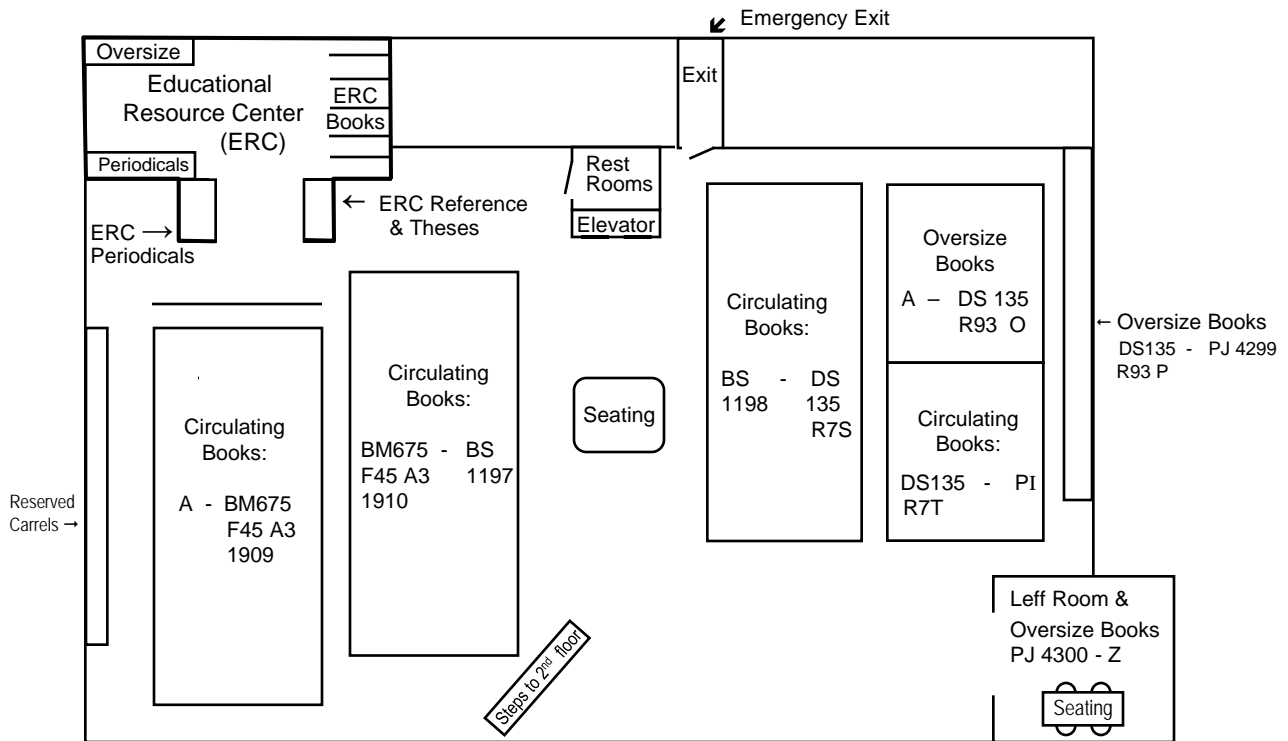 Emergency Exit
Oversize
Educational
Resource Center
(ERC)
ERC
Books
Periodicals
Exit
Rest
Rooms
Elevator
← ERC Reference
& Theses
ERC →
Periodicals
Reserved
Carrels →
Circulating
Books:
A - BM675
F45 A3
1909
Circulating
Books:
BM675 - BS
F45 A3 1197
1910
Seating
Steps to 2nd floor
Circulating
Books:
BS - DS
1198 135
R7S
Oversize
Books
A – DS 135
R93 O
Circulating
Books:
DS135 - PI
R7T
← Oversize Books
DS135 - PJ 4299
R93 P
Leff Room &
Oversize Books
PJ 4300 - Z
Seating